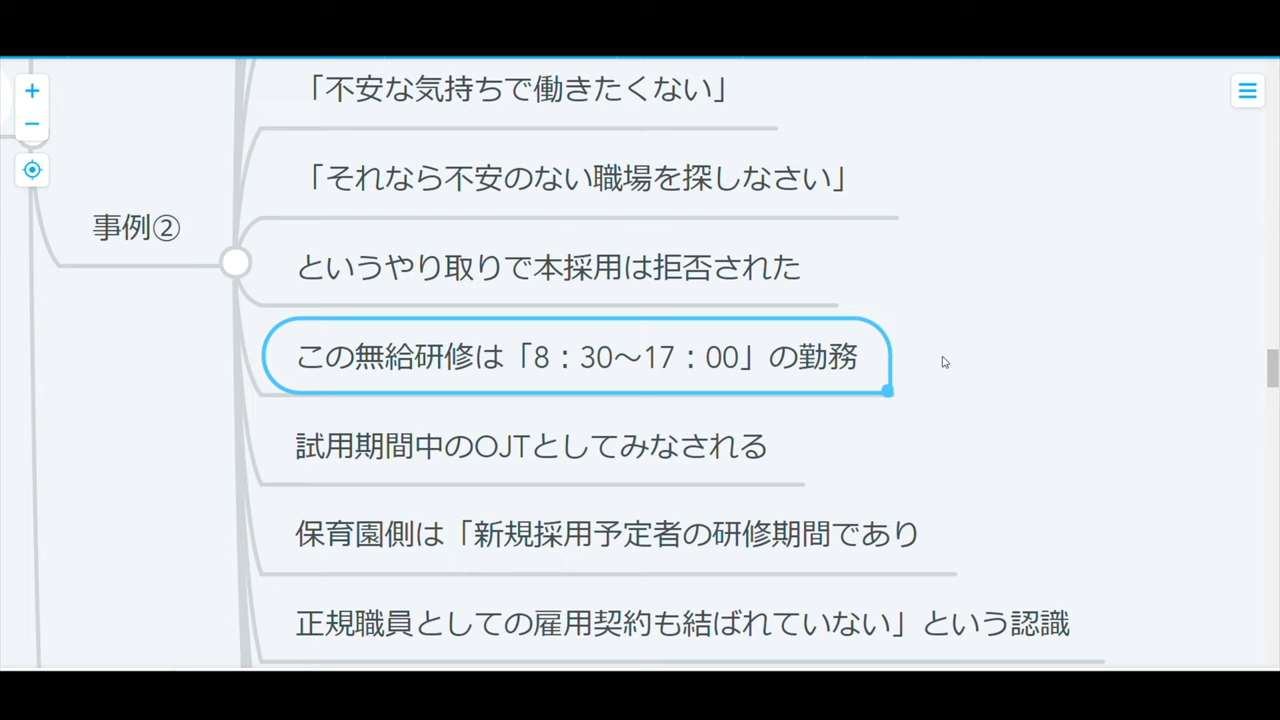 「不安な気持ちで働きたくない」
「それなら不安のない職場を探しなさい」
事例②
というやり取りで本採用は拒否された
この無給研修は「8：30〜17：00」の勤務
試用期間中のOJTとしてみなされる
保育園側は「新規採用予定者の研修期間であり
正規職員としての雇用契約も結ばれていない」という認識